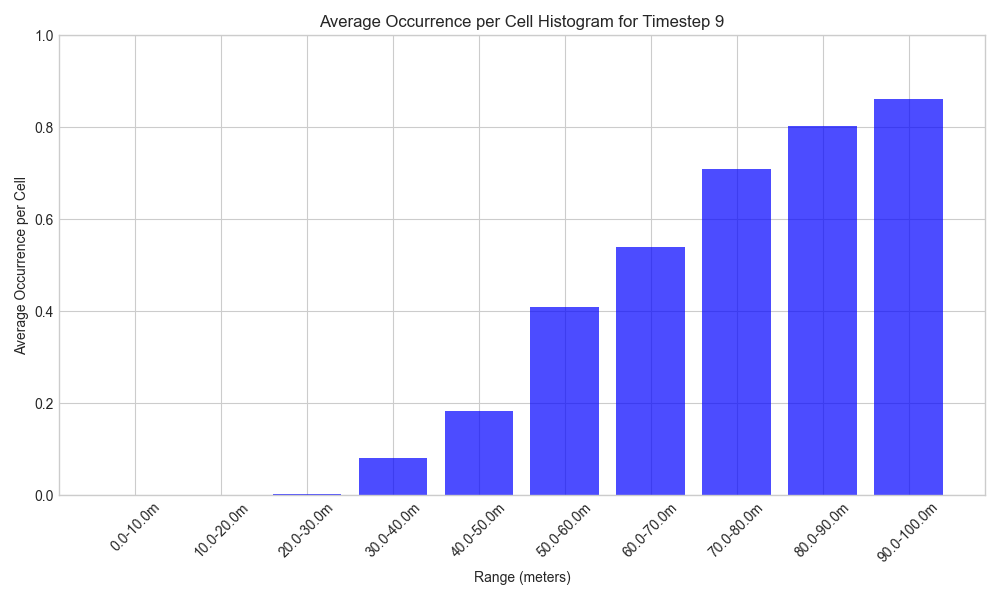 Average Occurrence per Cell Histogram for Timestep 9
1.0
0.8
0.6
0.4
0.2
0.0
Average Occurrence per Cell
0.0-10.0m
10.0-20.0m
20.0-30.0m
30.0-40.0m
40.0-50.0m
50.0-60.0m
60.0-70.0m
70.0-80.0m
80.0-90.0m
90.0-100.0m
Range (meters)